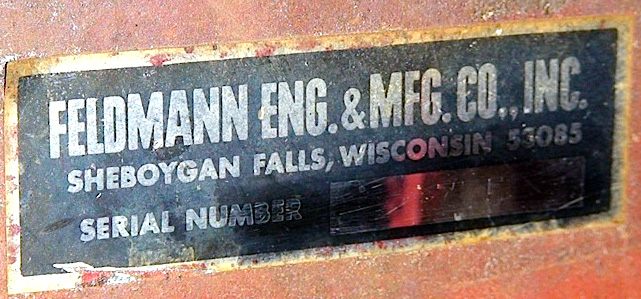 FELDMANN ENG. & MFG. CO., INC.
SHEBOYGAN FALLS, WISCONSIN 53085
SERIAL NUMBER